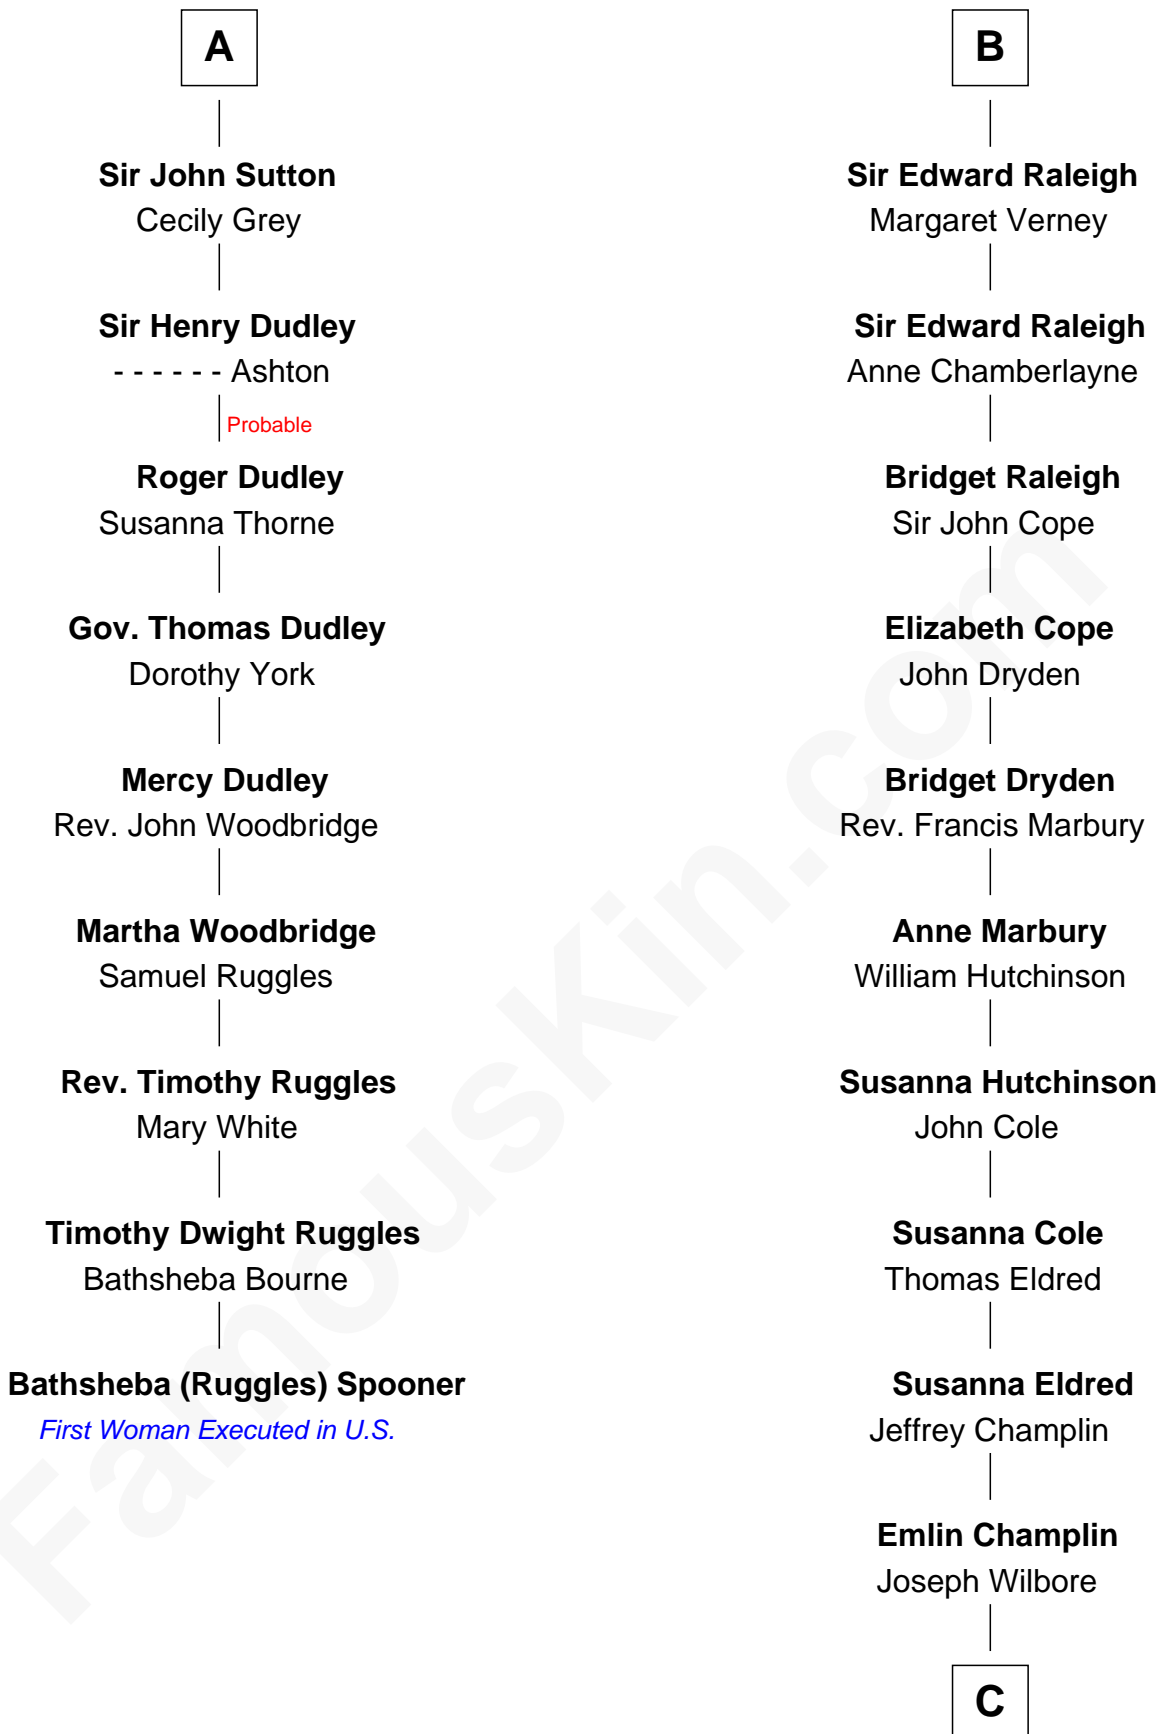 A
Sir John Sutton
Cecily Grey
Sir Henry Dudley
- - - - - - Ashton
Probable
Roger Dudley
Susanna Thorne
Gov. Thomas Dudley
Dorothy York
Mercy Dudley
Rev. John Woodbridge
Martha Woodbridge
Samuel Ruggles
Rev. Timothy Ruggles
Mary White
Timothy Dwight Ruggles
Bathsheba Bourne
Bathsheba (Ruggles) Spooner
First Woman Executed in U.S.
B
Sir Edward Raleigh
Margaret Verney
Sir Edward Raleigh
Anne Chamberlayne
Bridget Raleigh
Sir John Cope
Elizabeth Cope
John Dryden
Bridget Dryden
Rev. Francis Marbury
Anne Marbury
William Hutchinson
Susanna Hutchinson
John Cole
Susanna Cole
Thomas Eldred
Susanna Eldred
Jeffrey Champlin
Emlin Champlin
Joseph Wilbore
C
FamousKin.com